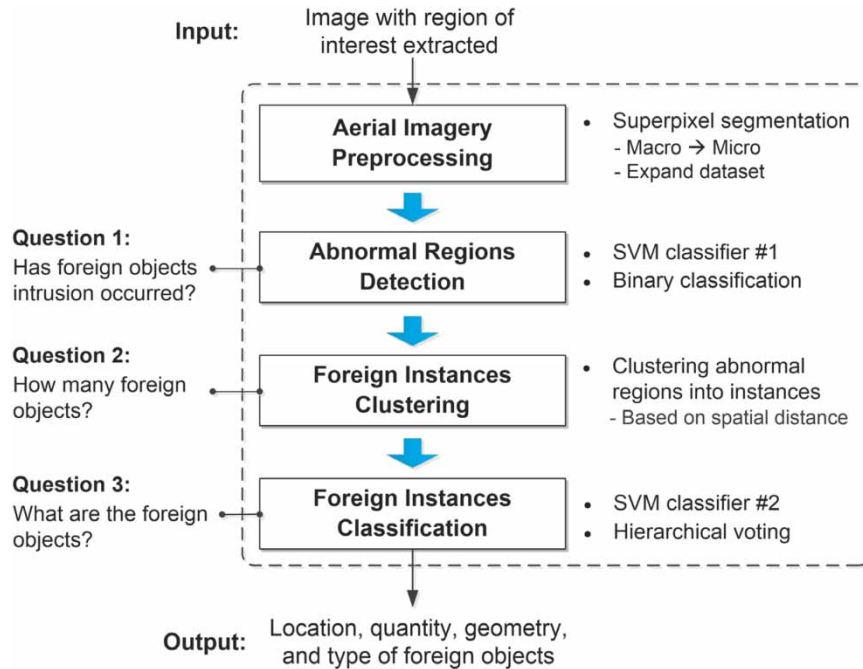 Input:
Image with region of
interest extracted
Aerial Imagery
Preprocessing
• Superpixel segmentation
- Macro → Micro
- Expand dataset
Question 1:
Has foreign objects
intrusion occurred?
Abnormal Regions
Detection
• SVM classifier #1
• Binary classification
Question 2:
How many foreign
objects?
Foreign Instances
Clustering
• Clustering abnormal
regions into instances
- Based on spatial distance
Question 3:
What are the foreign
objects?
Foreign Instances
Classification
• SVM classifier #2
• Hierarchical voting
Output:
Location, quantity, geometry,
and type of foreign objects